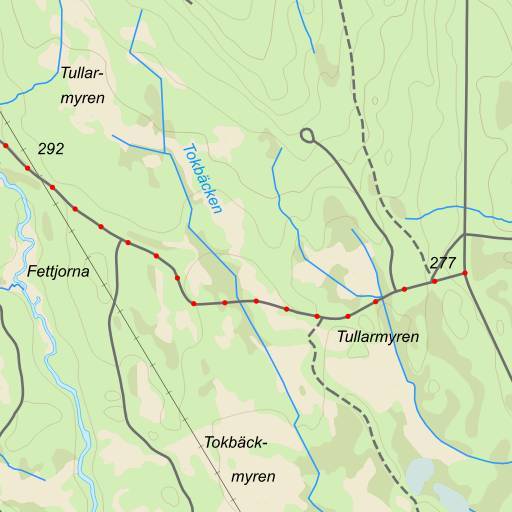 Tullar-
myren
292
Tokbäcken
Fettjorna
277
Tullarmyren
Tokbäck-
myren